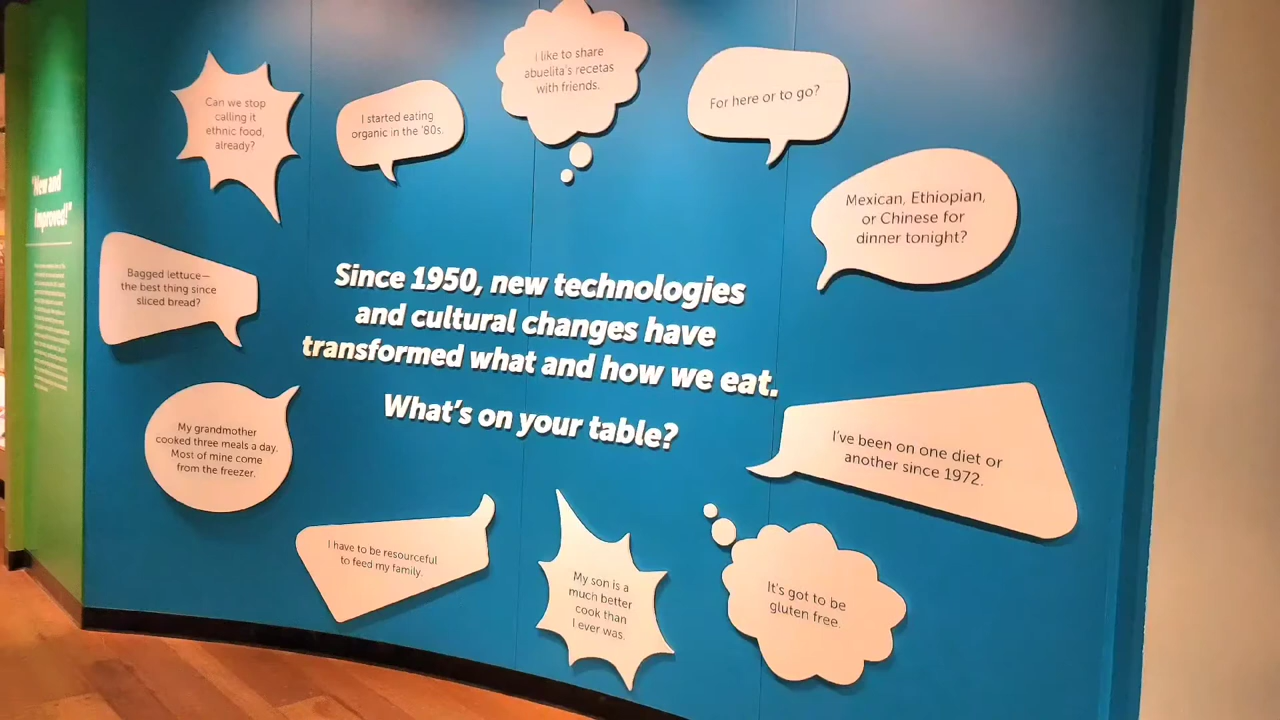 "New and
Improved!"
Can we stop
calling it
ethnic food,
already?
I started eating
organic in the '80s.
I like to share
abuelita's recetas
with friends.
For here or to go?
Mexican, Ethiopian,
or Chinese for
dinner tonight?
Bagged lettuce—
the best thing since
sliced bread?
Since 1950, new technologies
and cultural changes have
transformed what and how we eat.
What's on your table?
My grandmother
cooked three meals a day.
Most of mine come
from the freezer.
I've been on one diet or
another since 1972.
I have to be resourceful
to feed my family.
My son is a
much better
cook than
I ever was.
It's got to be
gluten free.